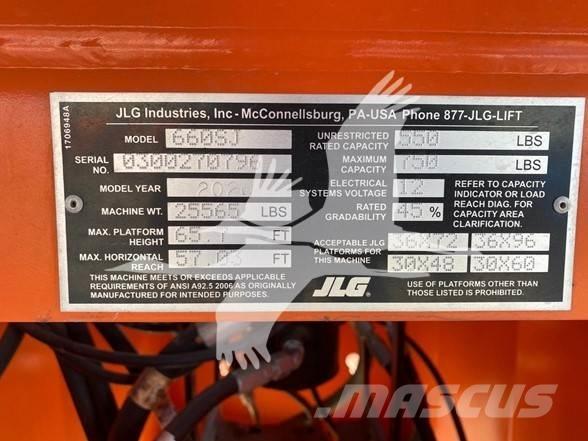 JLG Industries, Inc - McConnellsburg, PA-USA Phone 877-JLG-LIFT
1706948A
MODEL 660SJ
UNRESTRICTED RATED CAPACITY 550 LBS
SERIAL NO.
MAXIMUM CAPACITY 750 LBS
MODEL YEAR
ELECTRICAL SYSTEMS VOLTAGE 12
REFER TO CAPACITY
INDICATOR OR LOAD
REACH DIAG. FOR
CAPACITY AREA
CLARIFICATION.
MACHINE WT. 25565 LBS
RATED GRADABILITY 45 %
MAX. PLATFORM HEIGHT FT
ACCEPTABLE JLG
PLATFORMS FOR
THIS MACHINE
36X72 36X96
30X48 30X60
MAX. HORIZONTAL REACH 57.03 FT
THIS MACHINE MEETS OR EXCEEDS APPLICABLE
REQUIREMENTS OF ANSI A92.5 2006 AS ORIGINALLY
MANUFACTURED FOR INTENDED PURPOSES.
JLG
USE OF PLATFORMS OTHER THAN
THOSE LISTED IS PROHIBITED.
MASCUS